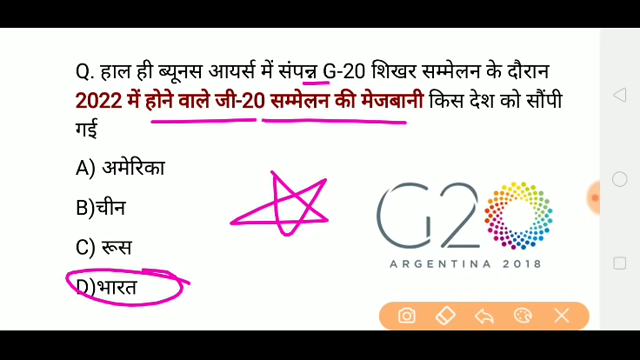 Q. हाल ही ब्यूनस आयर्स में संपन्न G-20 शिखर सम्मेलन के दौरान
2022 में होने वाले जी-20 सम्मेलन की मेजबानी किस देश को सौंपी
गई
A) अमेरिका
B)चीन
C) रूस
D)भारत
G20
ARGENTINA 2018